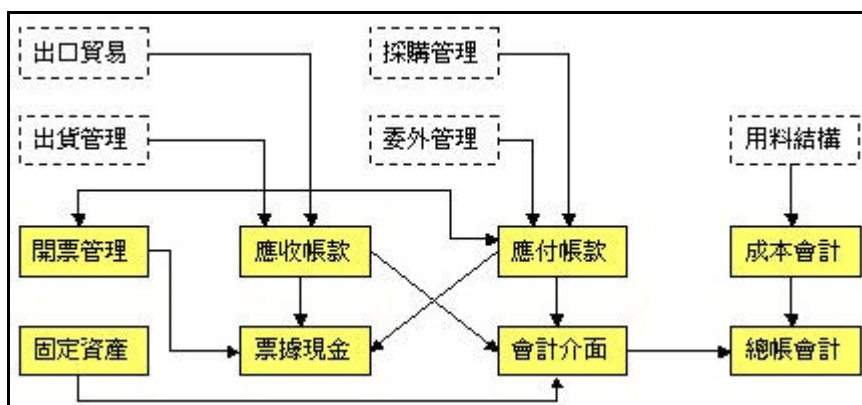 出口貿易
採購管理
出貨管理
委外管理
用料結構
開票管理
應收帳款
應付帳款
成本會計
固定資產
票據現金
會計介面
總帳會計